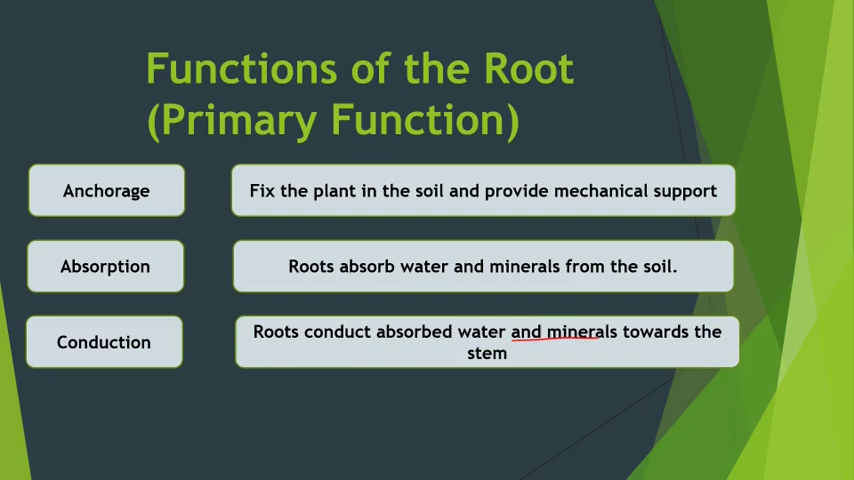 Functions of the Root
(Primary Function)
Anchorage
Fix the plant in the soil and provide mechanical support
Absorption
Roots absorb water and minerals from the soil.
Conduction
Roots conduct absorbed water and minerals towards the
stem